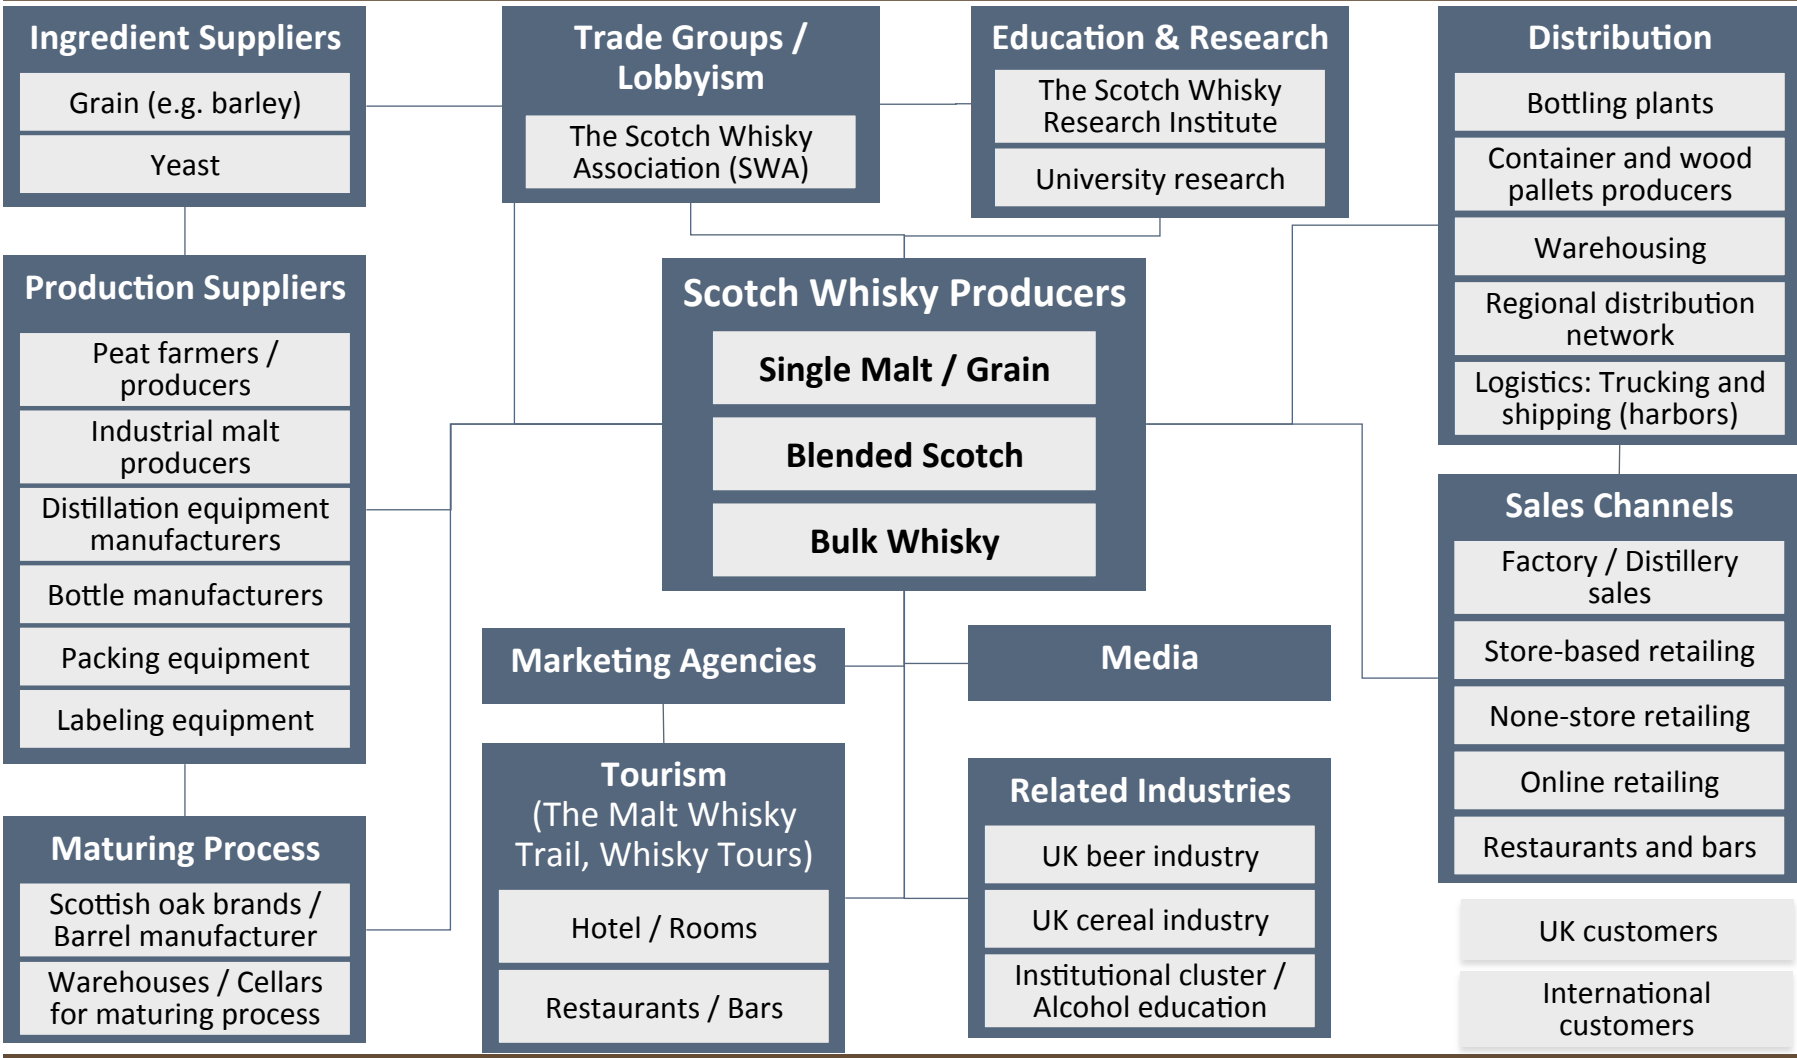 Ingredient Suppliers
Grain (e.g. barley)
Yeast
Trade Groups /
Lobbyism
The Scotch Whisky
Association (SWA)
Education & Research
The Scotch Whisky
Research Institute
University research
Distribution
Bottling plants
Container and wood
pallets producers
Warehousing
Regional distribution
network
Logistics: Trucking and
shipping (harbors)
Production Suppliers
Peat farmers /
producers
Industrial malt
producers
Distillation equipment
manufacturers
Bottle manufacturers
Packing equipment
Labeling equipment
Scotch Whisky Producers
Single Malt / Grain
Blended Scotch
Bulk Whisky
Sales Channels
Factory / Distillery
sales
Store-based retailing
None-store retailing
Online retailing
Restaurants and bars
Marketing Agencies
Media
Maturing Process
Scottish oak brands /
Barrel manufacturer
Warehouses / Cellars
for maturing process
Tourism
(The Malt Whisky
Trail, Whisky Tours)
Hotel / Rooms
Restaurants / Bars
Related Industries
UK beer industry
UK cereal industry
Institutional cluster /
Alcohol education
UK customers
International
customers